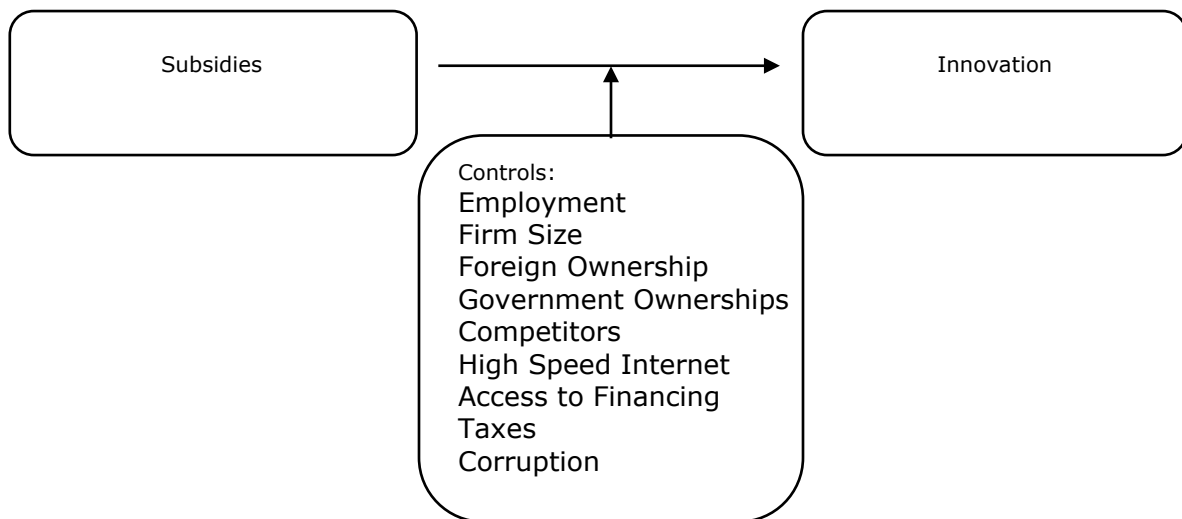 Subsidies
Innovation
Controls:
Employment
Firm Size
Foreign Ownership
Government Ownerships
Competitors
High Speed Internet
Access to Financing
Taxes
Corruption